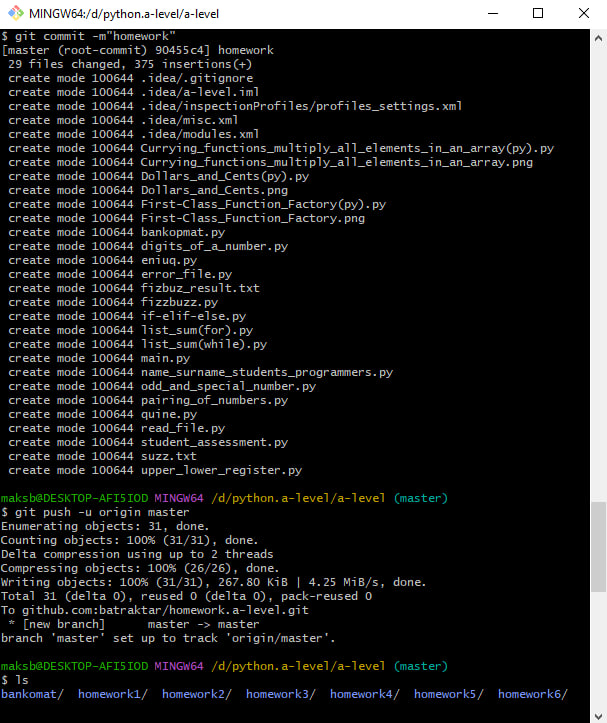 MINGW64:/d/python.a-level/a-level
$ git commit -m"homework"
[master (root-commit) 90455c4] homework
 29 files changed, 375 insertions(+)
 create mode 100644 .idea/.gitignore
 create mode 100644 .idea/a-level.iml
 create mode 100644 .idea/inspectionProfiles/profiles_settings.xml
 create mode 100644 .idea/misc.xml
 create mode 100644 .idea/modules.xml
 create mode 100644 Currying_functions_multiply_all_elements_in_an_array(py).py
 create mode 100644 Currying_functions_multiply_all_elements_in_an_array.png
 create mode 100644 Dollars_and_Cents(py).py
 create mode 100644 Dollars_and_Cents.png
 create mode 100644 First-Class_Function_Factory(py).py
 create mode 100644 First-Class_Function_Factory.png
 create mode 100644 bankopmat.py
 create mode 100644 digits_of_a_number.py
 create mode 100644 eniuq.py
 create mode 100644 error_file.py
 create mode 100644 fizbuz_result.txt
 create mode 100644 fizzbuzz.py
 create mode 100644 if-elif-else.py
 create mode 100644 list_sum(for).py
 create mode 100644 list_sum(while).py
 create mode 100644 main.py
 create mode 100644 name_surname_students_programmers.py
 create mode 100644 odd_and_special_number.py
 create mode 100644 pairing_of_numbers.py
 create mode 100644 quine.py
 create mode 100644 read_file.py
 create mode 100644 student_assessment.py
 create mode 100644 suzz.txt
 create mode 100644 upper_lower_register.py
maksb@DESKTOP-AFI5IOD MINGW64 /d/python.a-level/a-level (master)
$ git push -u origin master
Enumerating objects: 31, done.
Counting objects: 100% (31/31), done.
Delta compression using up to 2 threads
Compressing objects: 100% (26/26), done.
Writing objects: 100% (31/31), 267.80 KiB | 4.25 MiB/s, done.
Total 31 (delta 0), reused 0 (delta 0), pack-reused 0
To github.com:batraktar/homework.a-level.git
 * [new branch]      master -> master
branch 'master' set up to track 'origin/master'.
maksb@DESKTOP-AFI5IOD MINGW64 /d/python.a-level/a-level (master)
$ ls
bankomat/  homework1/  homework2/  homework3/  homework4/  homework5/  homework6/